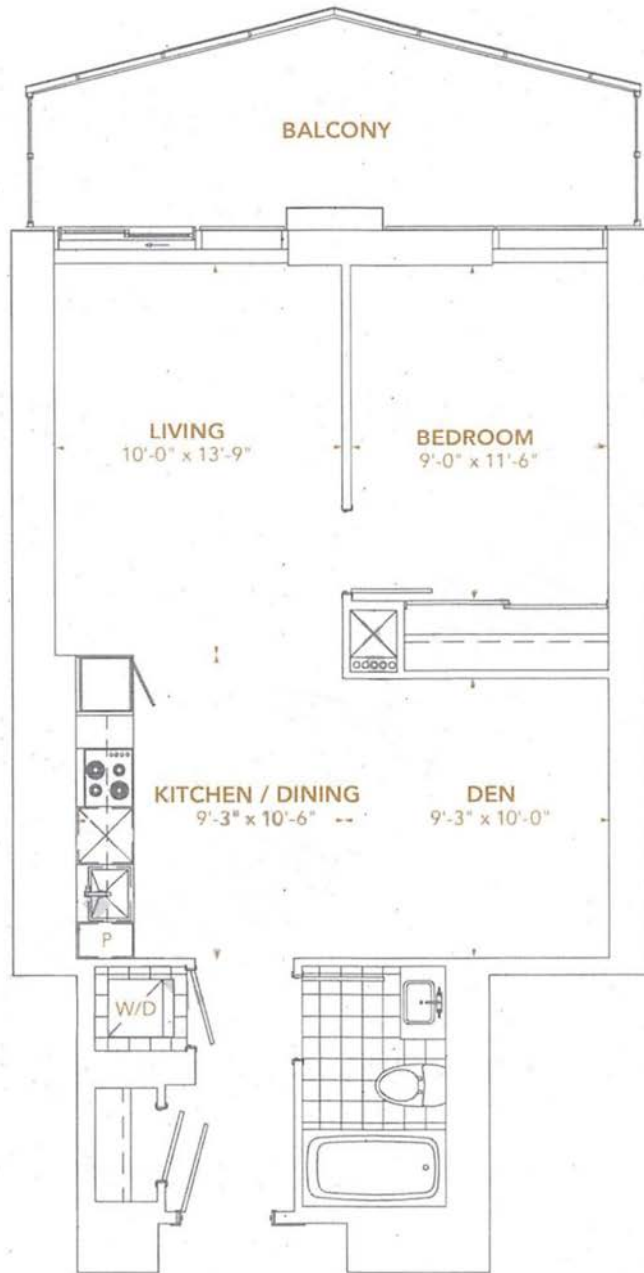 BALCONY
LIVING
10'-0" x 13'-9"
BEDROOM
9'-0" x 11'-6"
KITCHEN / DINING
9'-3" x 10'-6"
DEN
9'-3" x 10'-0"
P
W/D